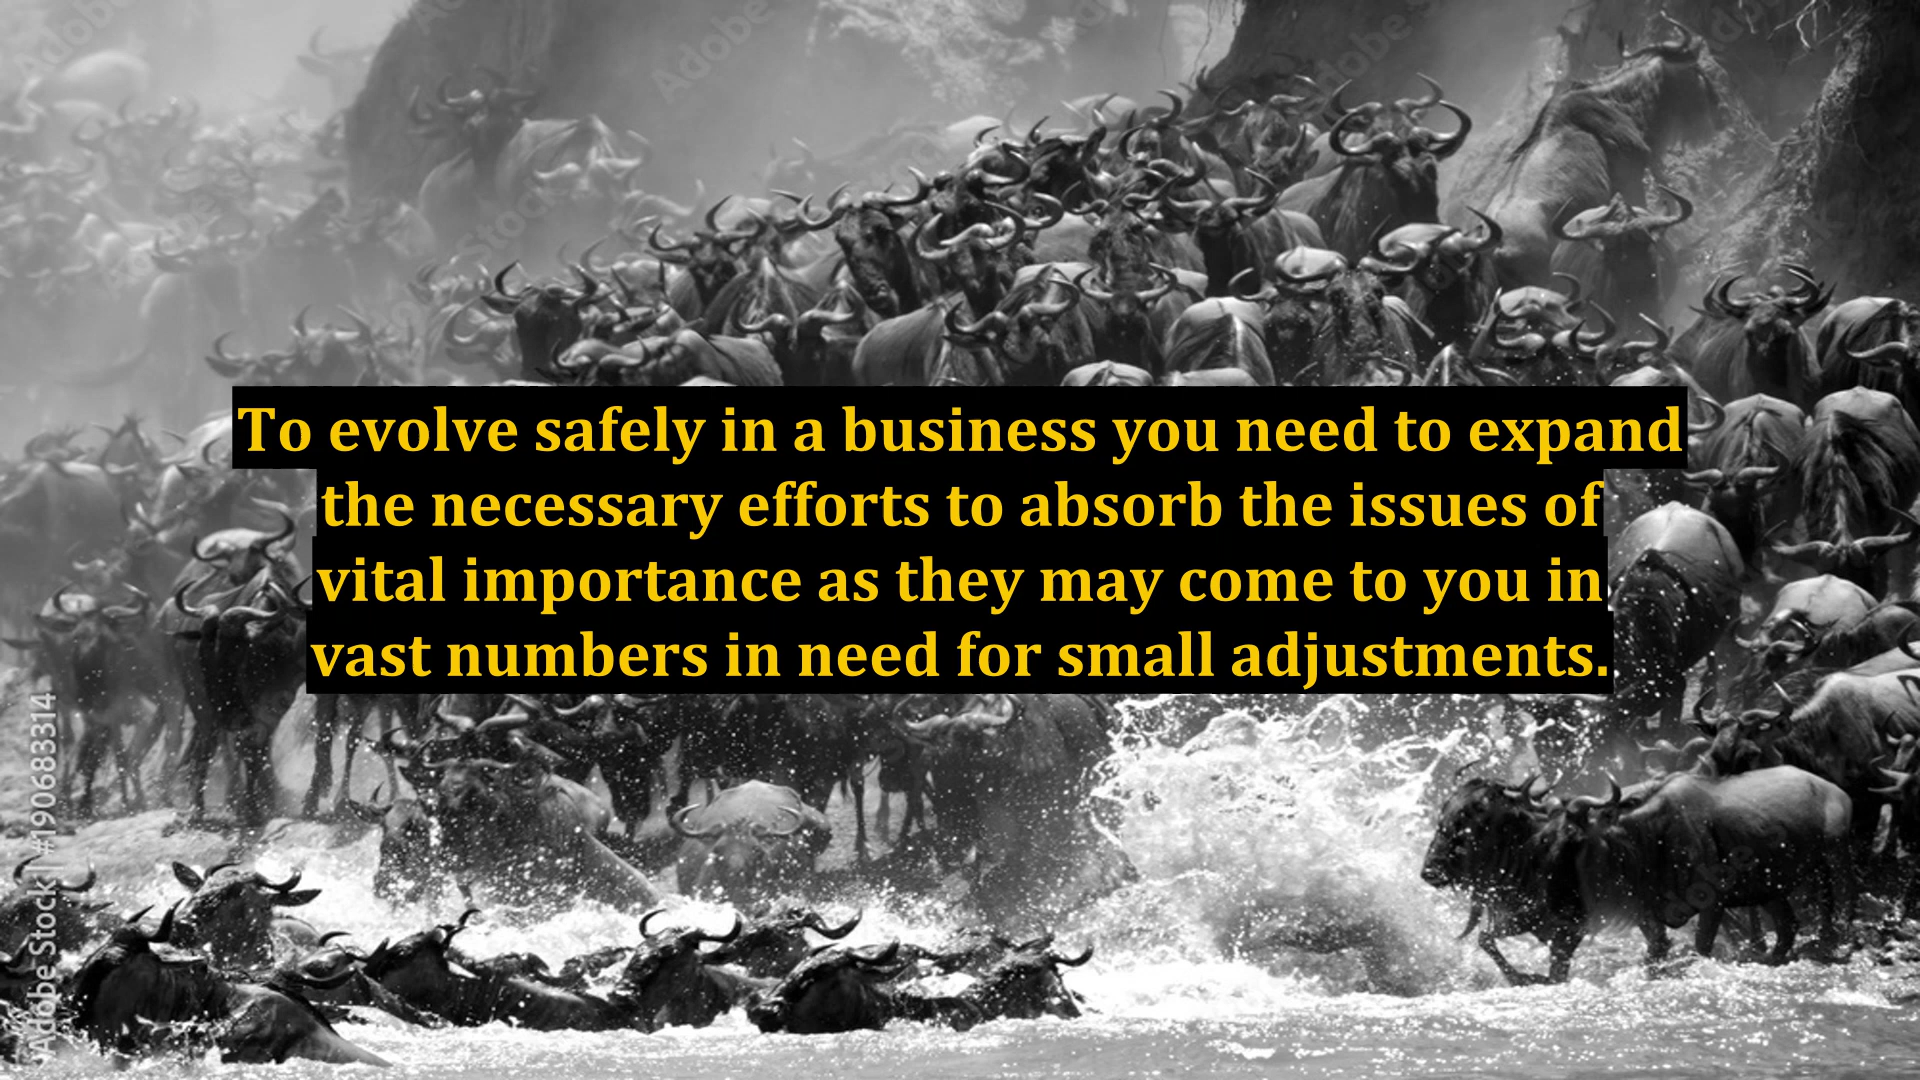 To evolve safely in a business you need to expand
the necessary efforts to absorb the issues of
vital importance as they may come to you in
vast numbers in need for small adjustments.
Adobe Stock | #190683314